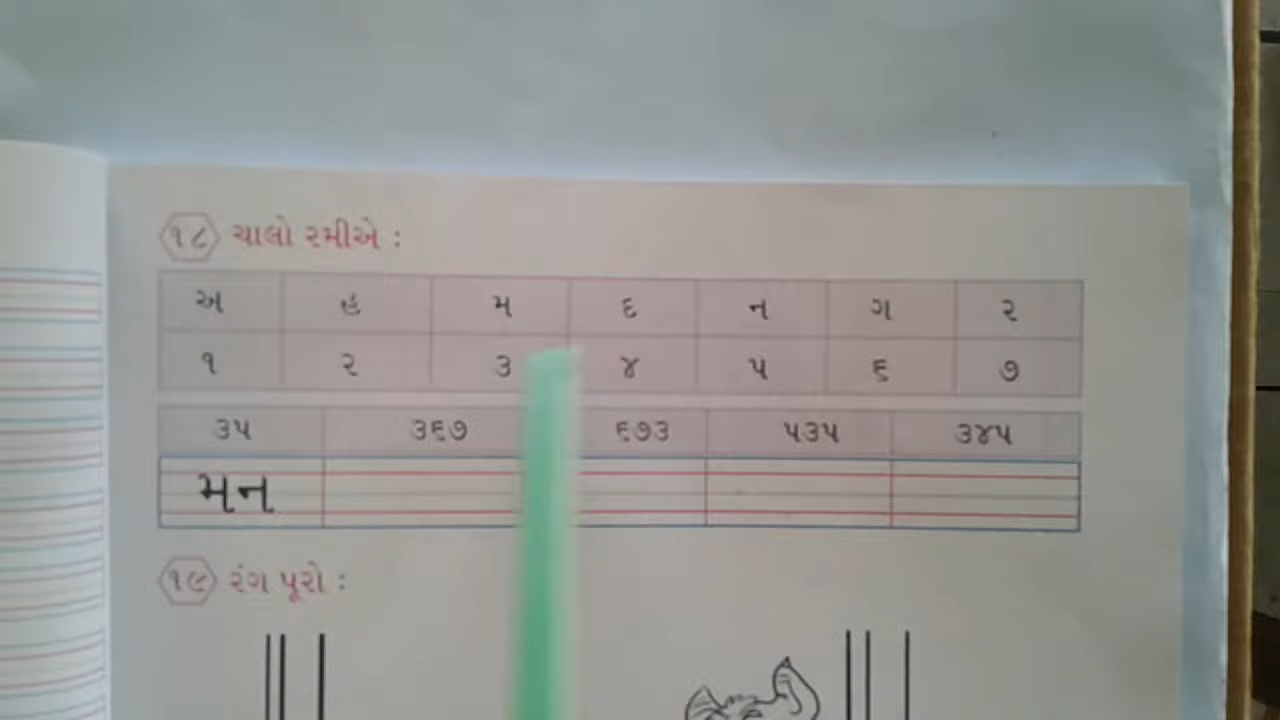 ૧૮ ચાલો રમીએ :
અ હ મ દ ન ગ ર
૧ ૨ ૩ ૪ ૫ ૬ ૭
૩૫ ૩૬૭ ૬૭૩ ૫૩૫ ૩૪૫
મન
૧૯ રંગ પૂરો :